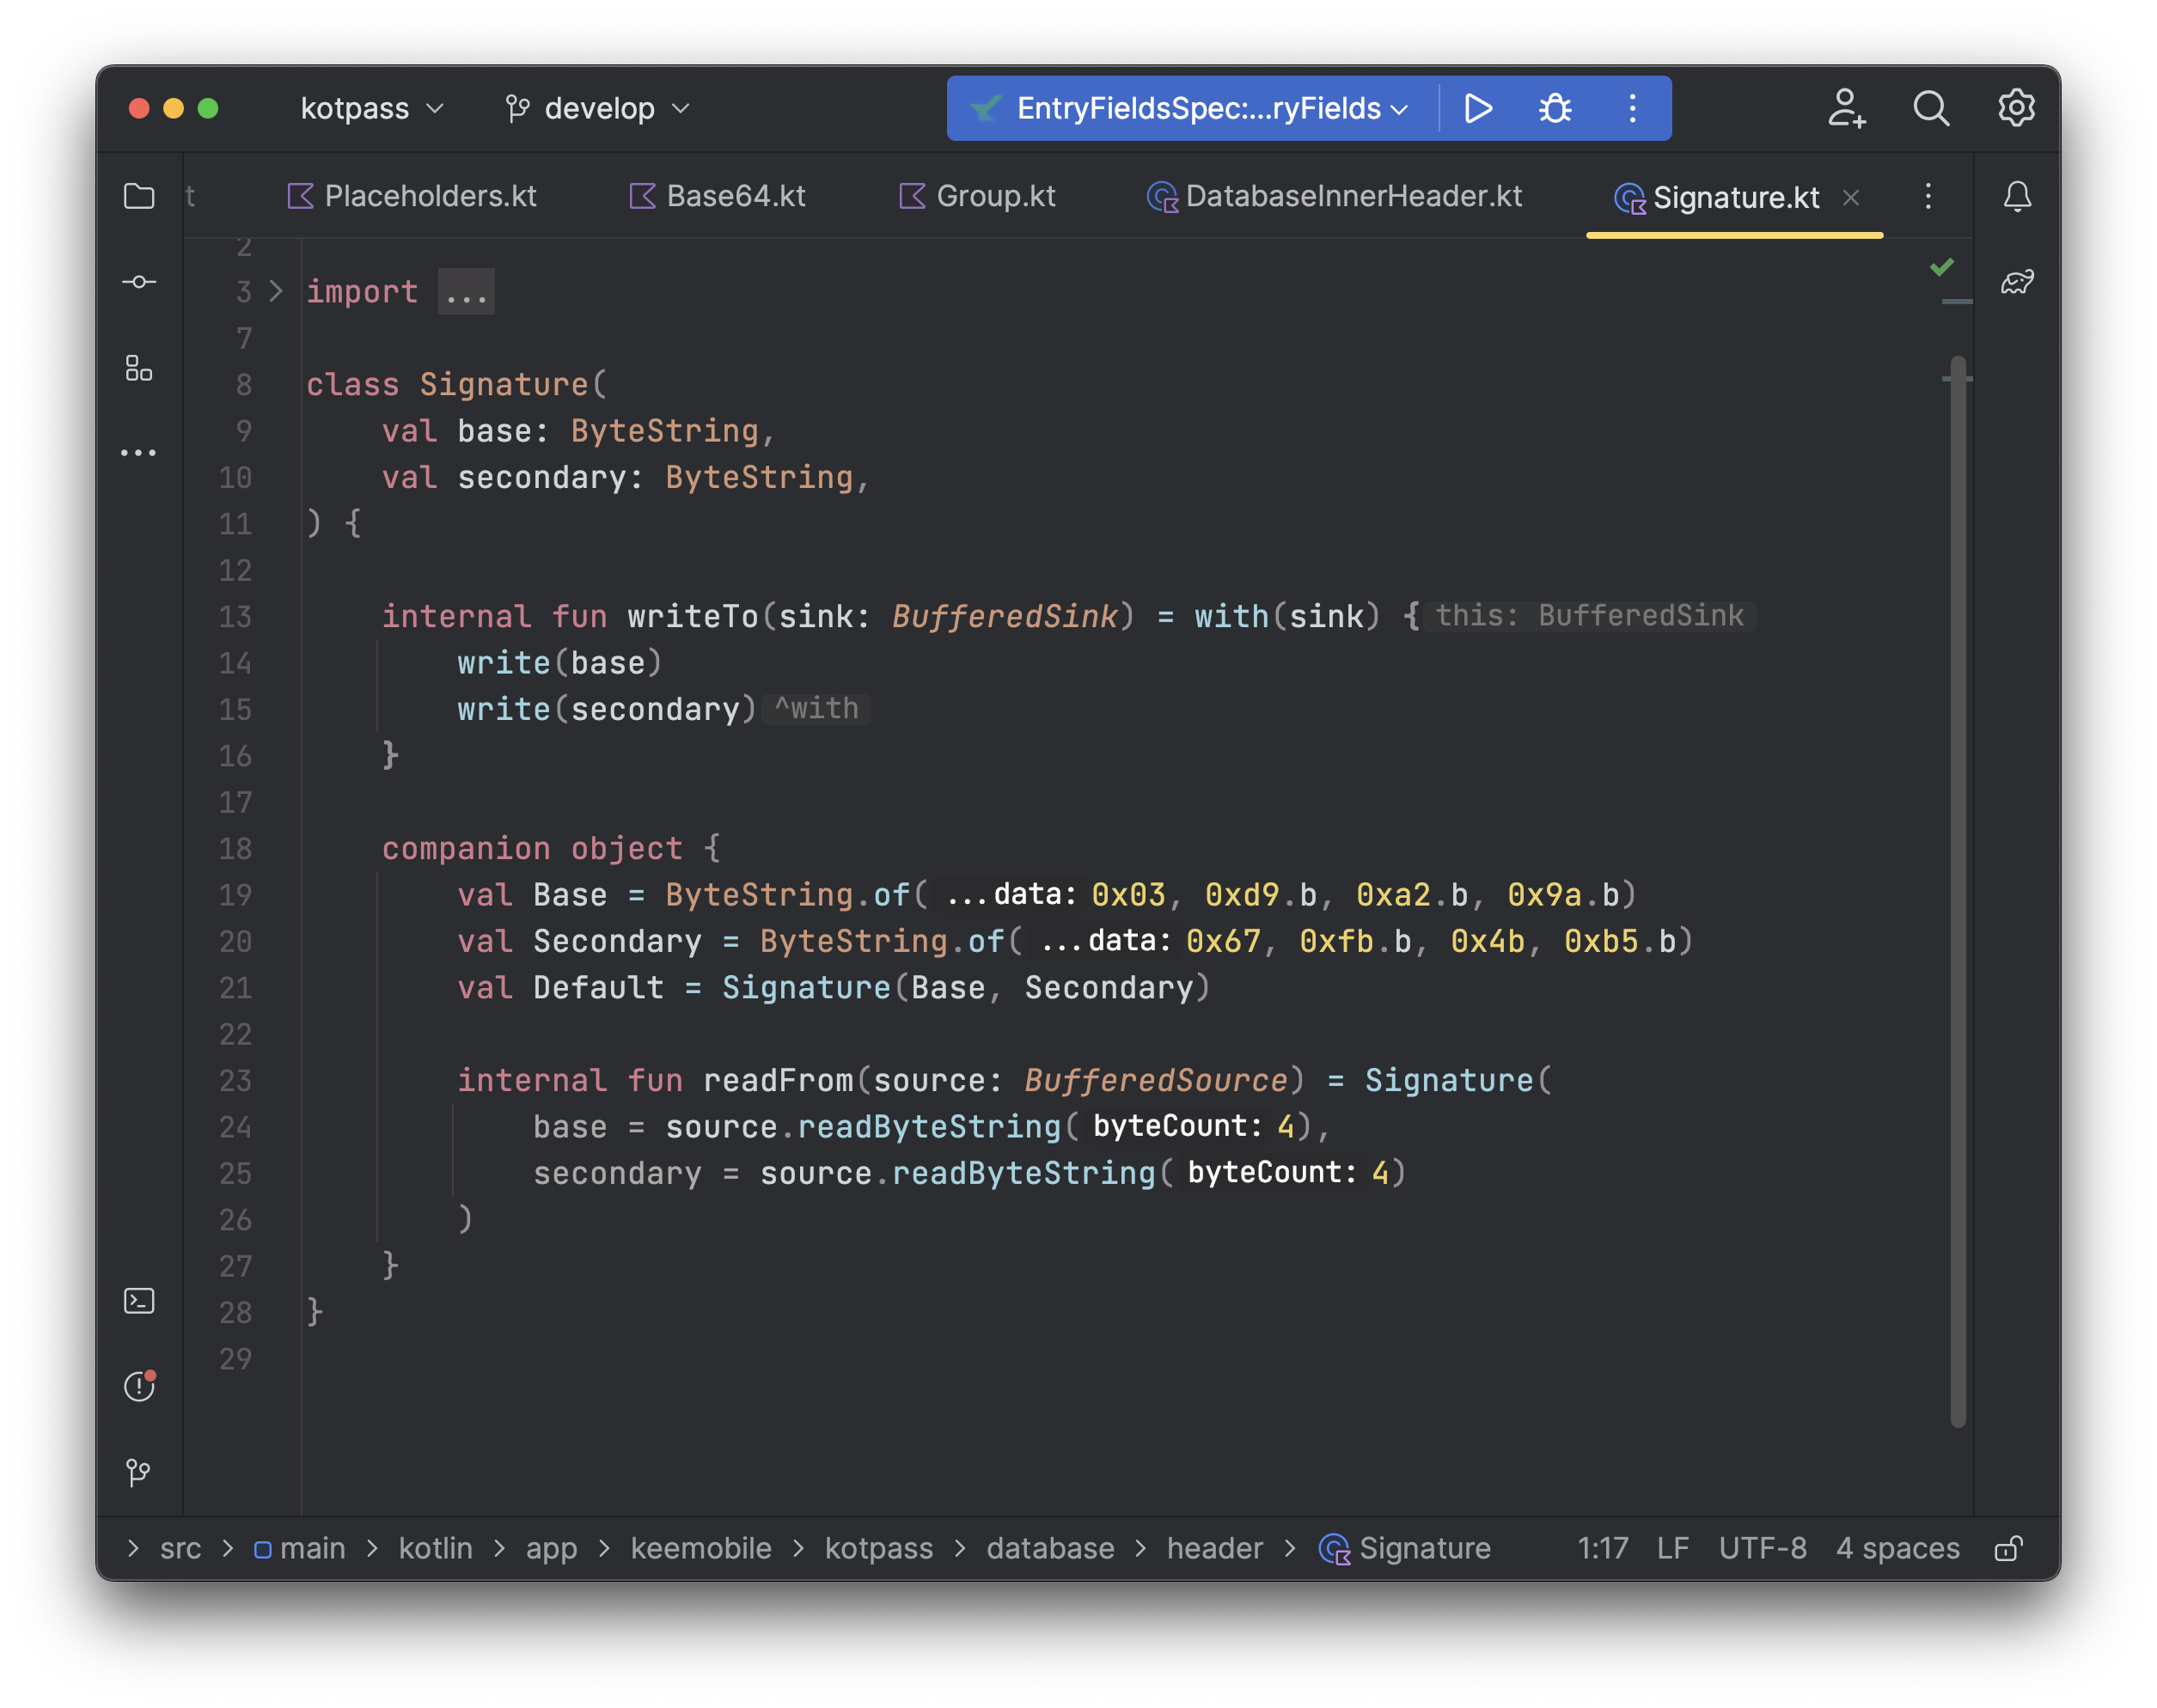 kotpass develop EntryFieldsSpec:...ryFields
t Placeholders.kt Base64.kt Group.kt DatabaseInnerHeader.kt Signature.kt
2
3 import ...
7
8 class Signature(
9     val base: ByteString,
10     val secondary: ByteString,
11 ) {
12
13     internal fun writeTo(sink: BufferedSink) = with(sink) { this: BufferedSink
14         write(base)
15         write(secondary) ^with
16     }
17
18     companion object {
19         val Base = ByteString.of( ...data: 0x03, 0xd9.b, 0xa2.b, 0x9a.b)
20         val Secondary = ByteString.of( ...data: 0x67, 0xfb.b, 0x4b, 0xb5.b)
21         val Default = Signature(Base, Secondary)
22
23         internal fun readFrom(source: BufferedSource) = Signature(
24             base = source.readByteString( byteCount: 4),
25             secondary = source.readByteString( byteCount: 4)
26         )
27     }
28 }
29
src > main > kotlin > app > keemobile > kotpass > database > header > Signature 1:17 LF UTF-8 4 spaces